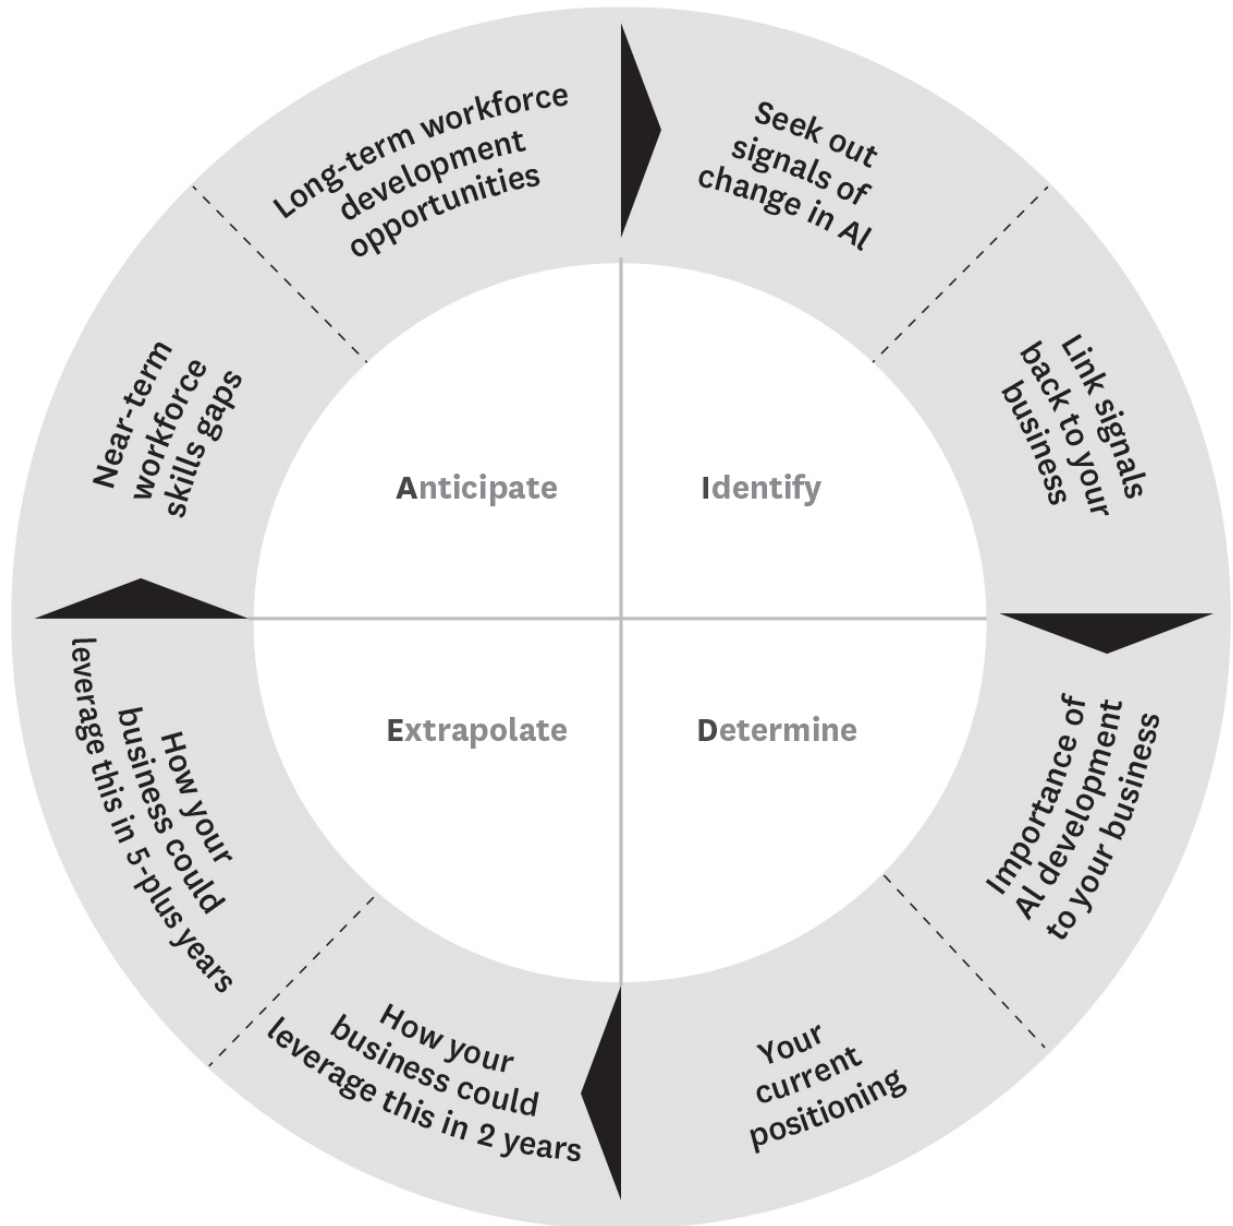 Seek out
signals of
change in AI
Link signals
back to your
business
Importance of
AI development
to your business
Your
current
positioning
How your
business could
leverage this in 2 years
How your
business could
leverage this in 5-plus years
Near-term
workforce
skills gaps
Long-term workforce
development
opportunities
Identify
Determine
Extrapolate
Anticipate